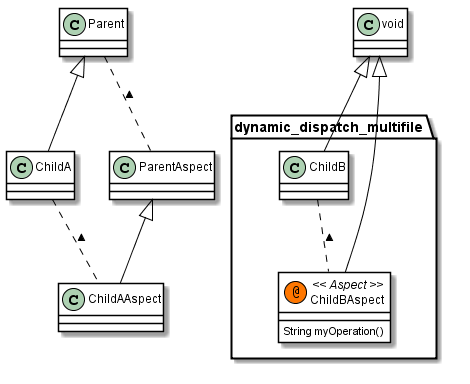 C Parent
C void
dynamic_dispatch_multifile
C ChildA
C ParentAspect
C ChildB
C ChildAAspect
@ << Aspect >>
ChildBAspect
String myOperation()